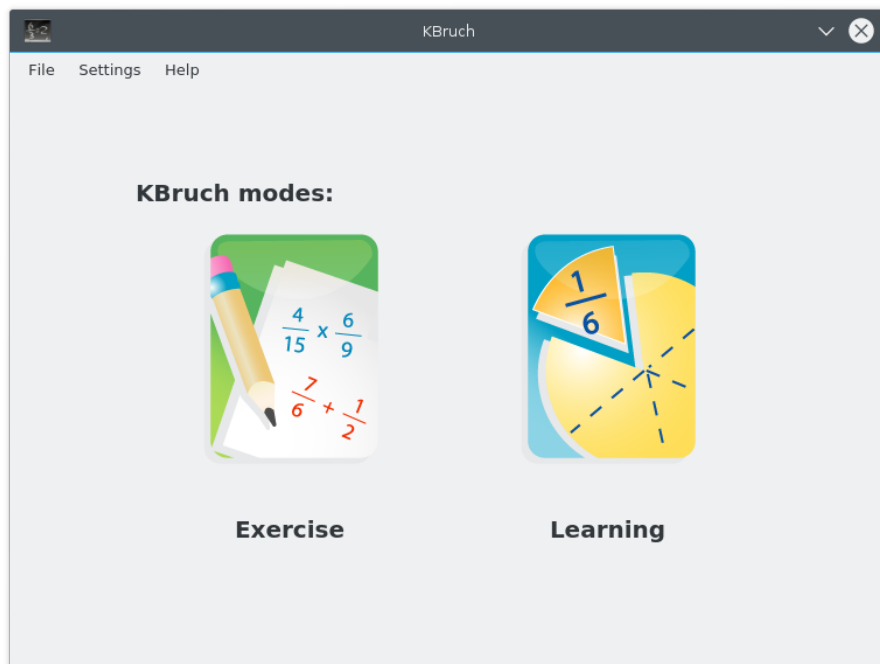 KBruch
File Settings Help
KBruch modes:
4/15 x 6/9
7/6 + 1/2
1/6
Exercise
Learning